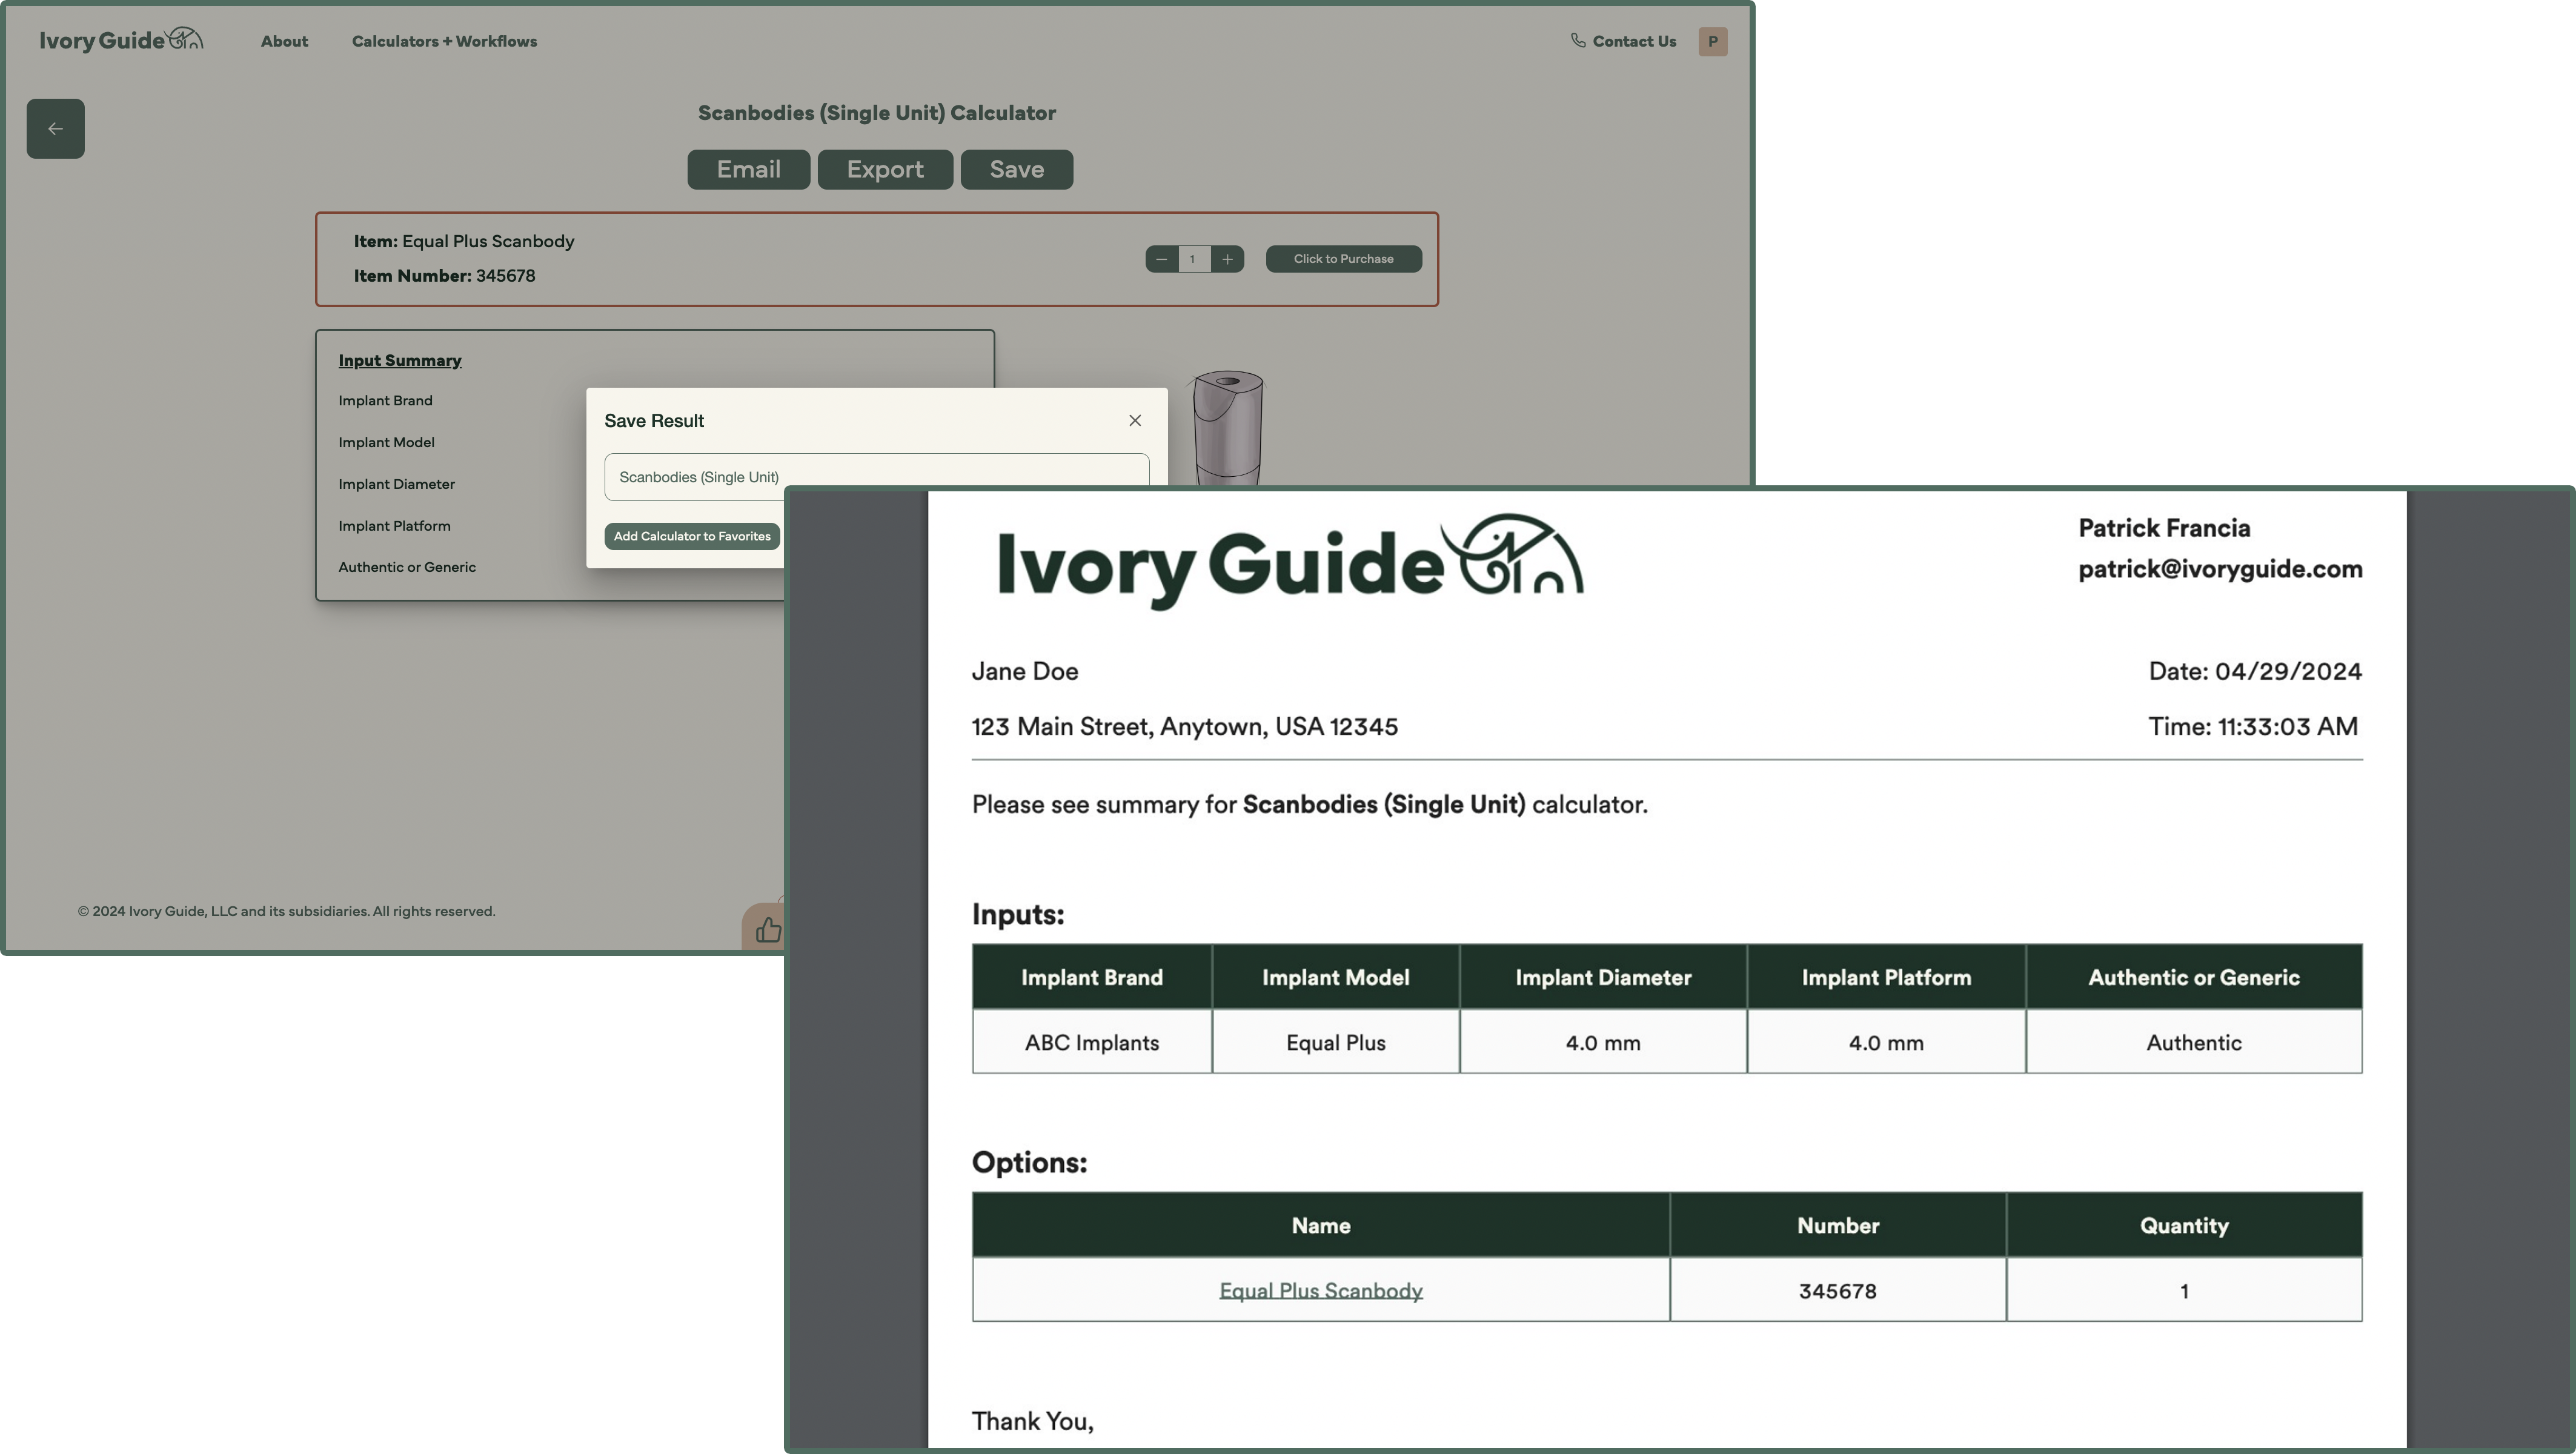 Ivory Guide
About
Calculators + Workflows
Contact Us
P
Scanbodies (Single Unit) Calculator
Email
Export
Save
Item: Equal Plus Scanbody
Item Number: 345678
1
Click to Purchase
Input Summary
Implant Brand
Implant Model
Implant Diameter
Implant Platform
Authentic or Generic
Save Result
Scanbodies (Single Unit)
Add Calculator to Favorites
© 2024 Ivory Guide, LLC and its subsidiaries. All rights reserved.
Ivory Guide
Patrick Francia
patrick@ivoryguide.com
Jane Doe
Date: 04/29/2024
123 Main Street, Anytown, USA 12345
Time: 11:33:03 AM
Please see summary for Scanbodies (Single Unit) calculator.
Inputs:
Implant Brand Implant Model Implant Diameter Implant Platform Authentic or Generic
ABC Implants Equal Plus 4.0 mm 4.0 mm Authentic
Options:
Name Number Quantity
Equal Plus Scanbody 345678 1
Thank You,